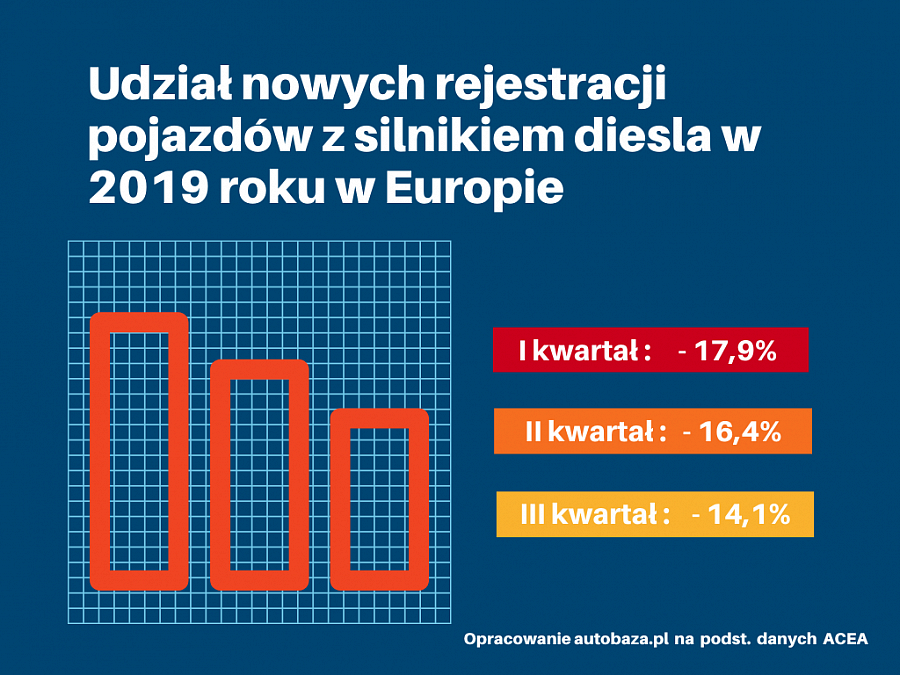 Udział nowych rejestracji
pojazdów z silnikiem diesla w
2019 roku w Europie
I kwartał : - 17,9%
II kwartał : - 16,4%
III kwartał : - 14,1%
Opracowanie autobaza.pl na podst. danych ACEA